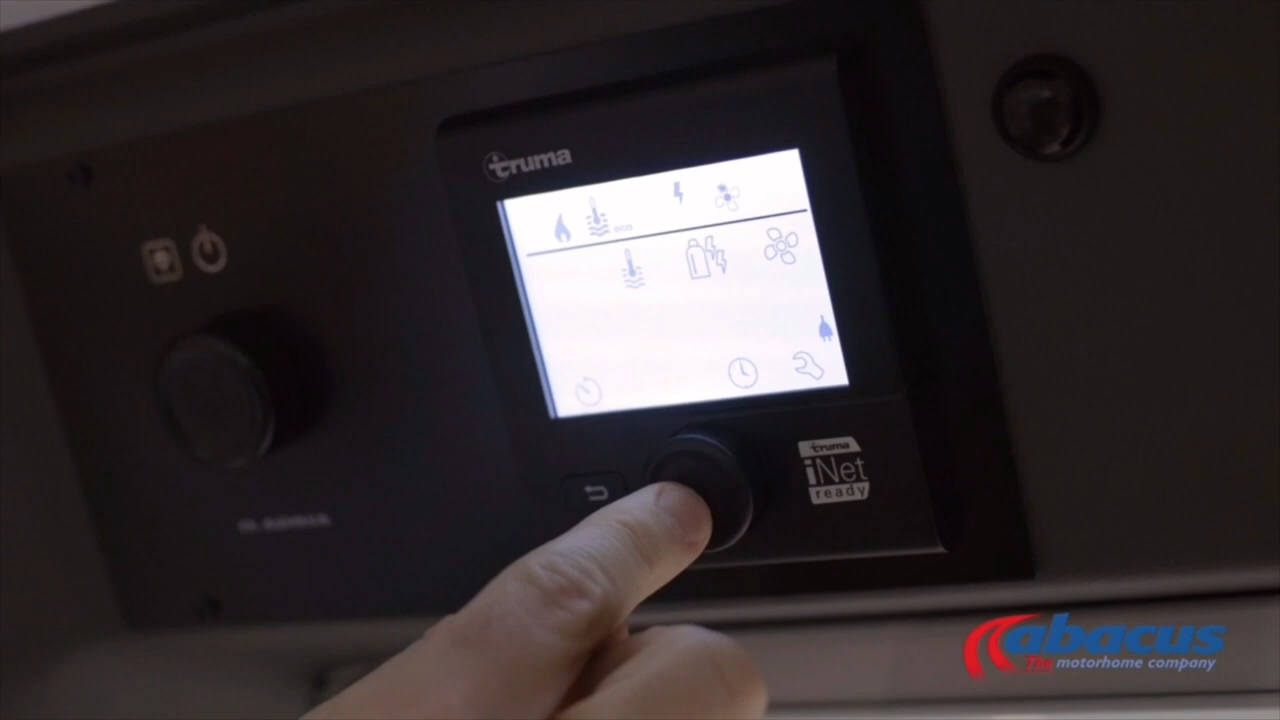 truma
eco
truma
iNet
ready
abacus
The motorhome company